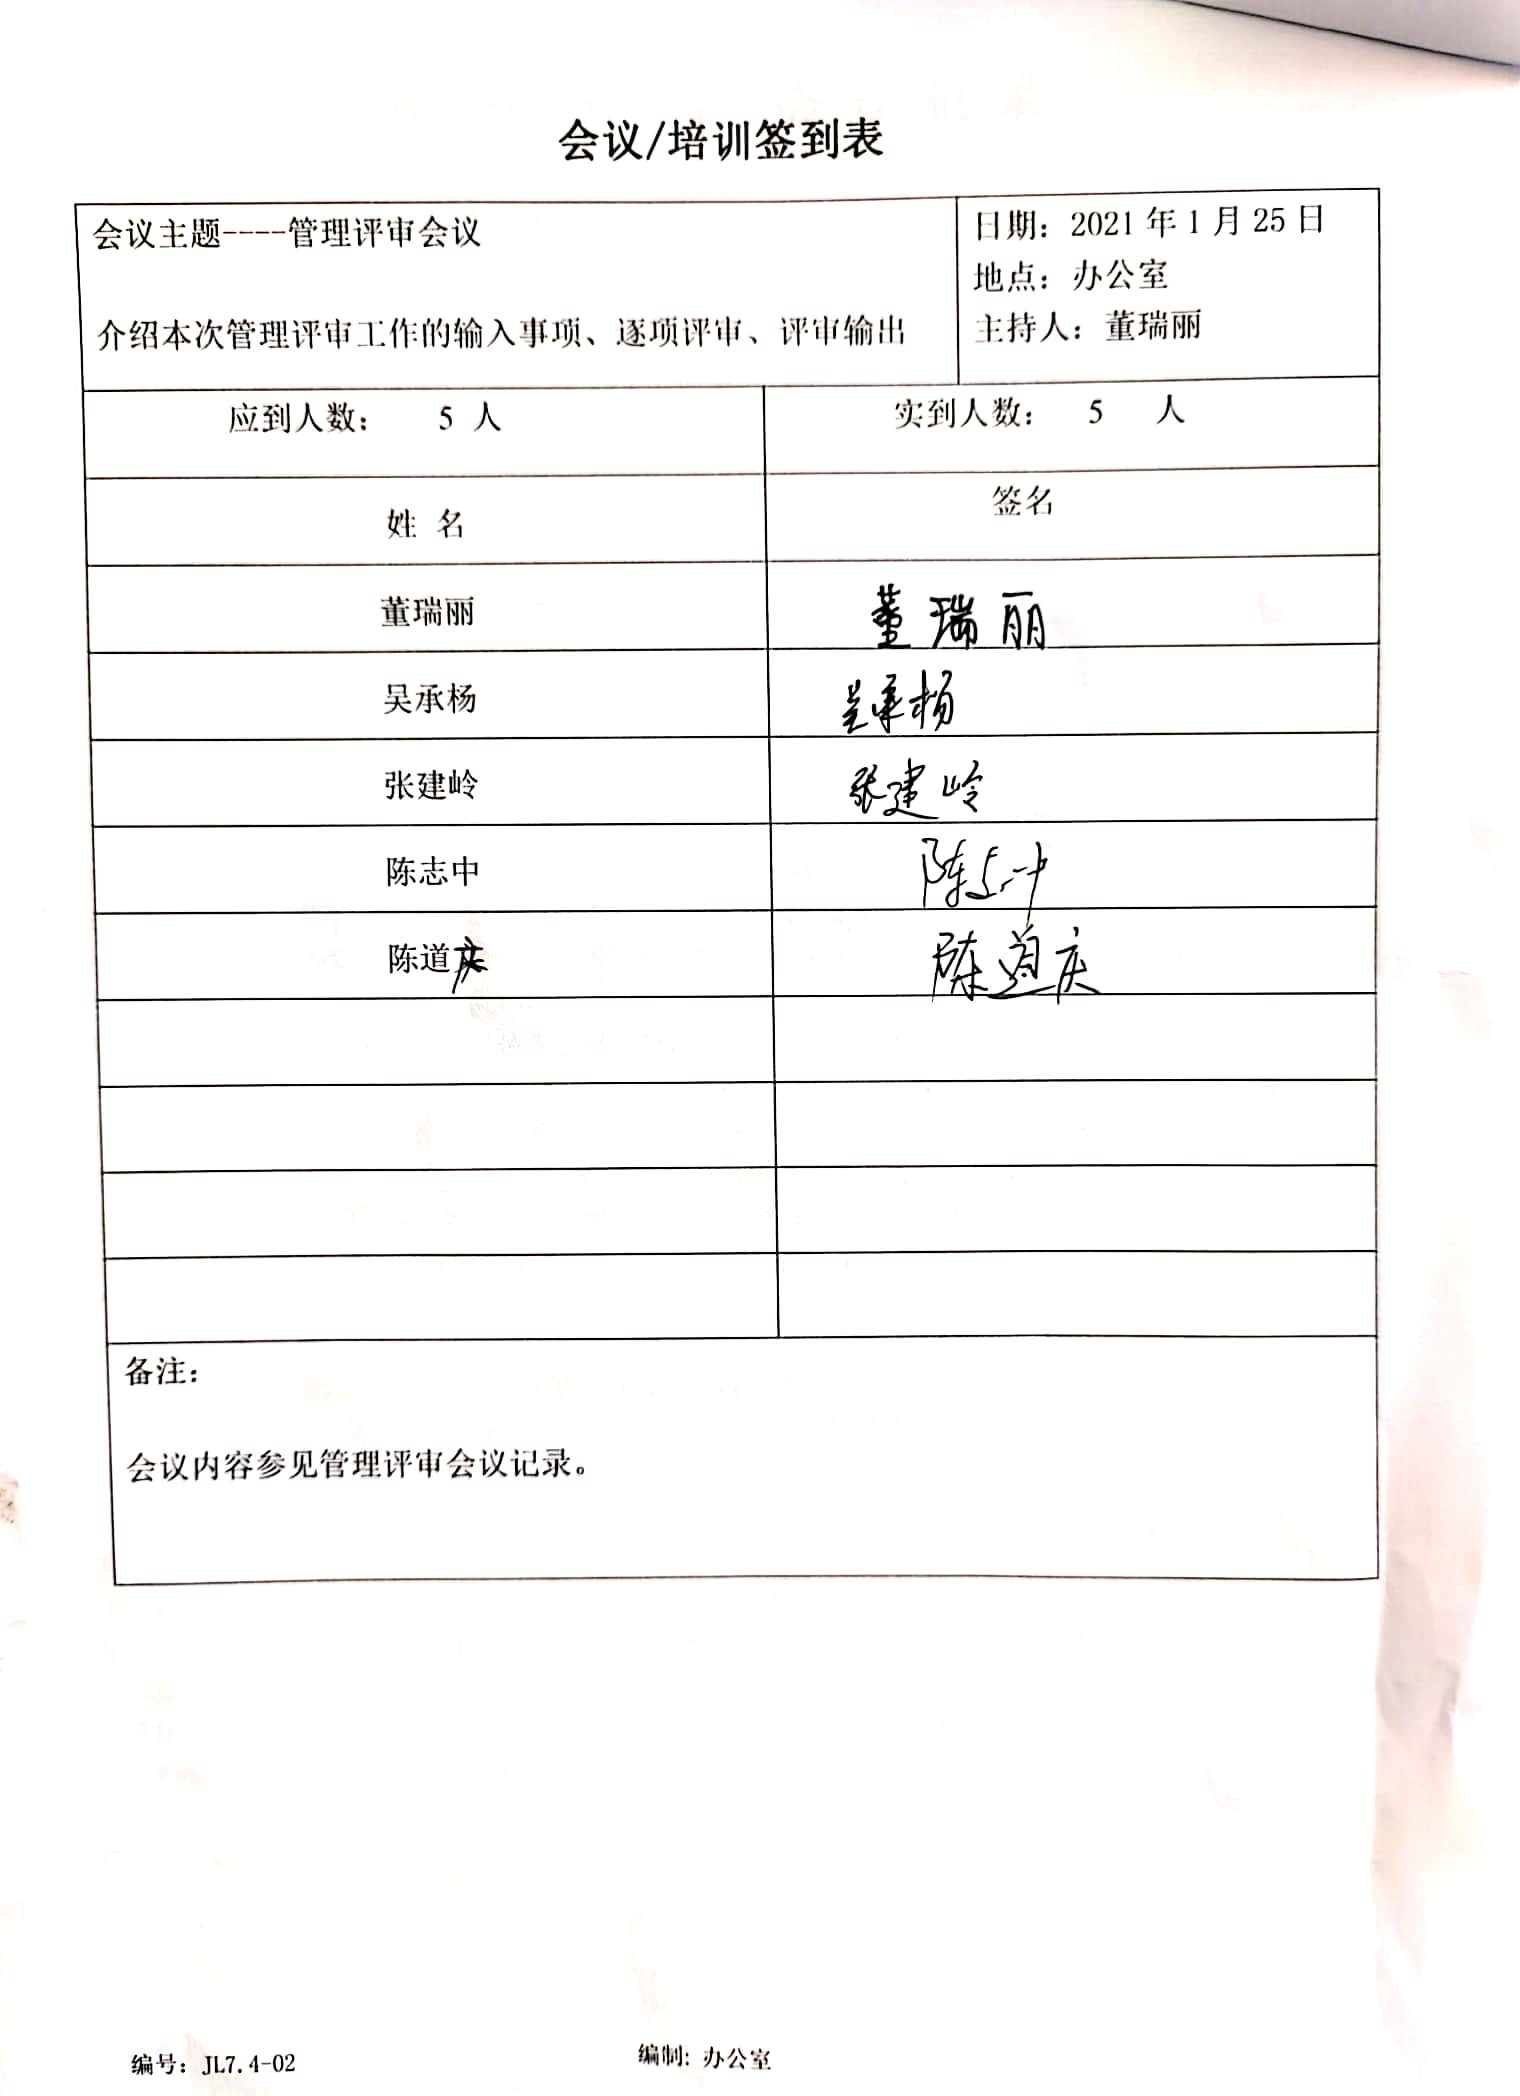 会议/培训签到表
会议主题----管理评审会议
介绍本次管理评审工作的输入事项、逐项评审、评审输出
日期：2021 年 1 月 25 日
地点：办公室
主持人：董瑞丽
应到人数： 5 人
实到人数： 5 人
姓 名
签名
董瑞丽
董瑞丽
吴承杨
吴承杨
张建岭
张建岭
陈志中
陈志中
陈道庆
陈道庆
备注：
会议内容参见管理评审会议记录。
编号：JL7.4-02
编制：办公室